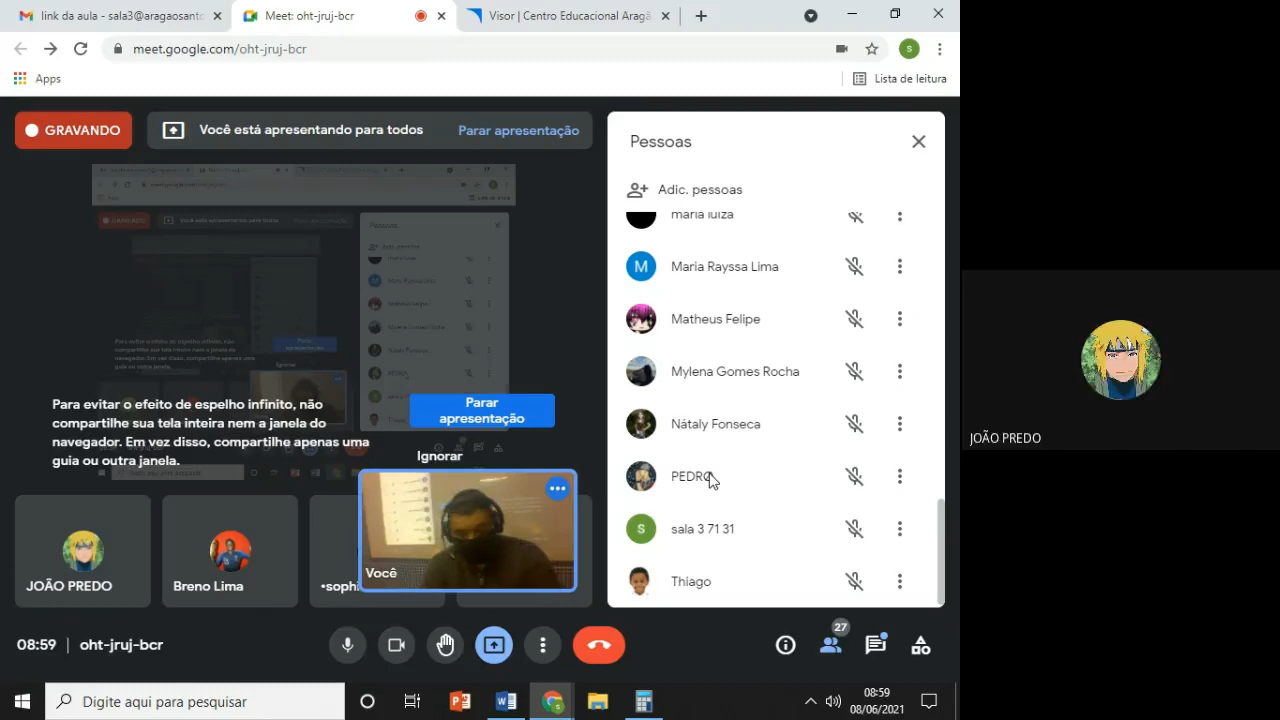 link da aula - sala3@aragaosant
Meet: oht-jruj-bcr
Visor | Centro Educacional Aragã
meet.google.com/oht-jruj-bcr
S
Apps
Lista de leitura
GRAVANDO
Você está apresentando para todos
Parar apresentação
Pessoas
Adic. pessoas
maria luiza
M
Maria Rayssa Lima
Matheus Felipe
Mylena Gomes Rocha
Nátaly Fonseca
PEDRO
S
sala 3 71 31
Thiago
Para evitar o efeito de espelho infinito, não
compartilhe sua tela inteira nem a janela do
navegador. Em vez disso, compartilhe apenas uma
guia ou outra janela.
Parar
apresentação
Ignorar
Você
JOÃO PREDO
Breno Lima
•sophi
JOÃO PREDO
08:59 | oht-jruj-bcr
27
Digite aqui para pesquisar
08:59
08/06/2021